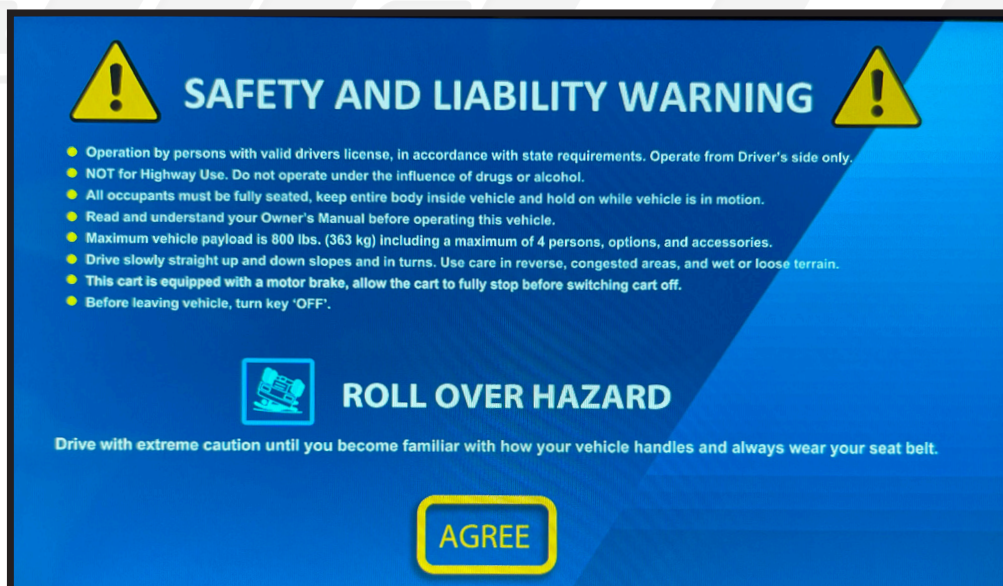 SAFETY AND LIABILITY WARNING
Operation by persons with valid drivers license, in accordance with state requirements. Operate from Driver's side only.
NOT for Highway Use. Do not operate under the influence of drugs or alcohol.
All occupants must be fully seated, keep entire body inside vehicle and hold on while vehicle is in motion.
Read and understand your Owner's Manual before operating this vehicle.
Maximum vehicle payload is 800 lbs. (363 kg) including a maximum of 4 persons, options, and accessories.
Drive slowly straight up and down slopes and in turns. Use care in reverse, congested areas, and wet or loose terrain.
This cart is equipped with a motor brake, allow the cart to fully stop before switching cart off.
Before leaving vehicle, turn key ‘OFF’.
ROLL OVER HAZARD
Drive with extreme caution until you become familiar with how your vehicle handles and always wear your seat belt.
AGREE